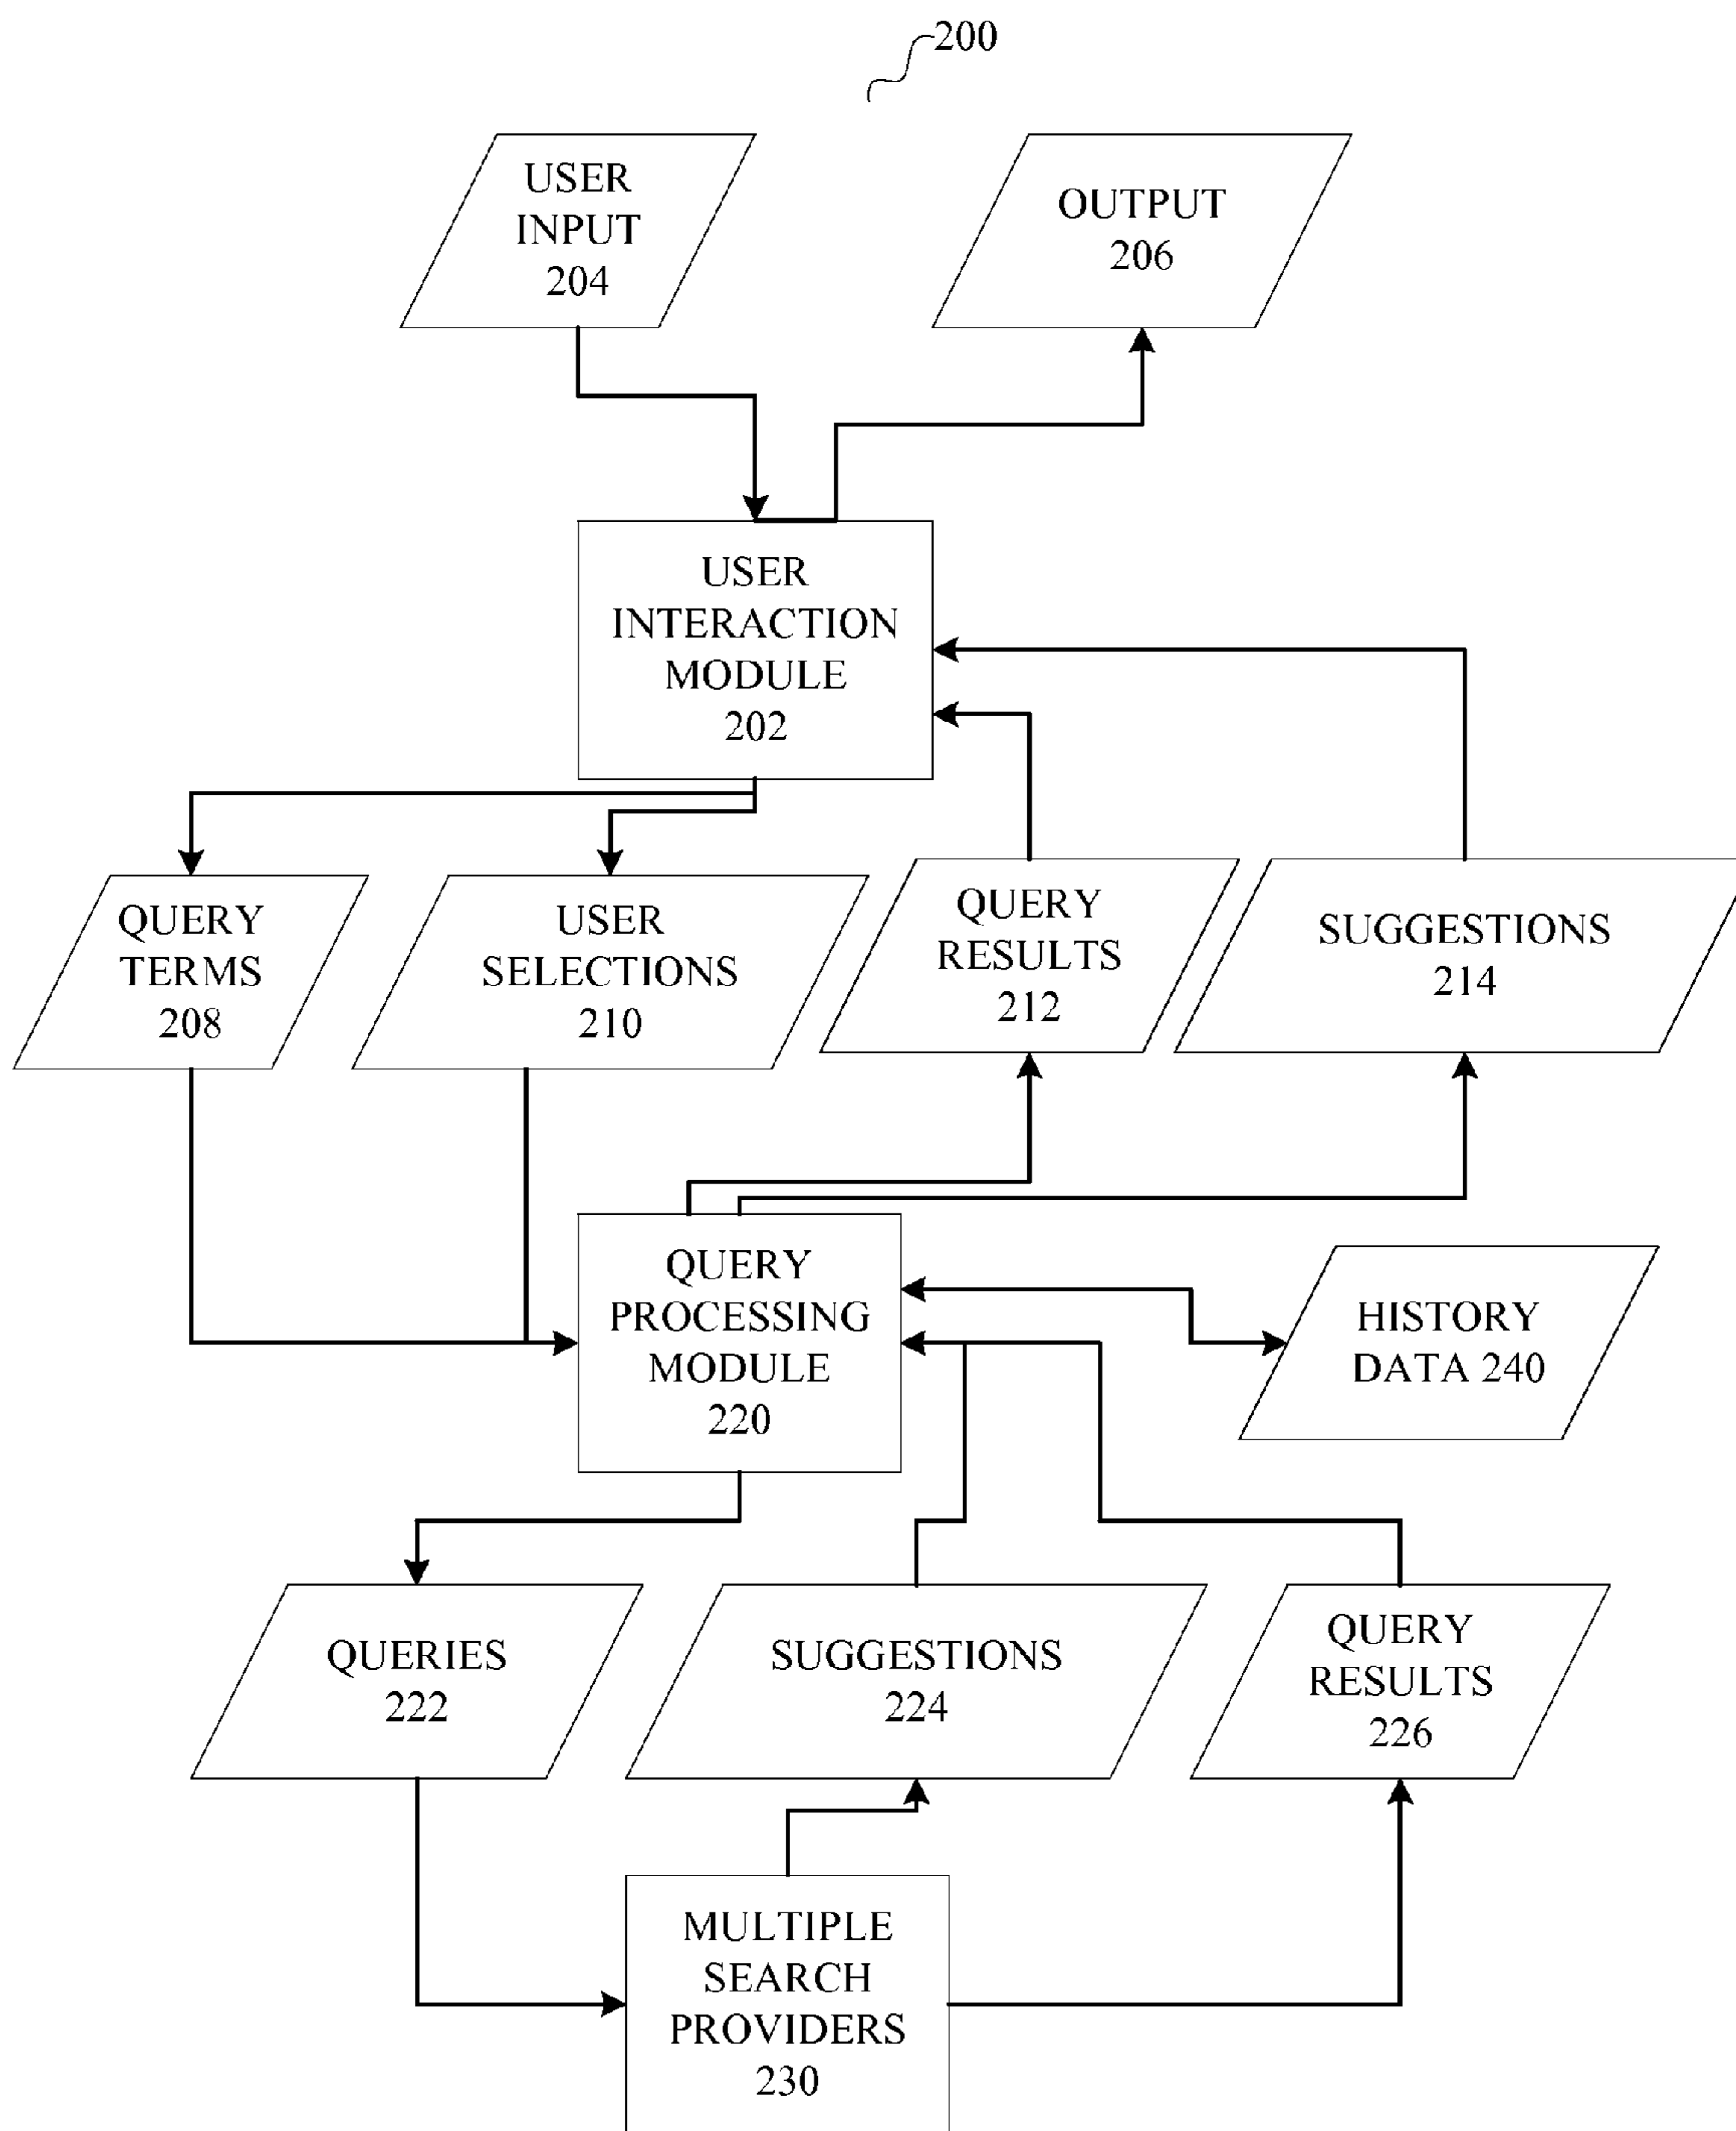 200
USER
INPUT
204
OUTPUT
206
USER
INTERACTION
MODULE
202
QUERY
TERMS
208
USER
SELECTIONS
210
QUERY
RESULTS
212
SUGGESTIONS
214
QUERY
PROCESSING
MODULE
220
HISTORY
DATA 240
QUERIES
222
SUGGESTIONS
224
QUERY
RESULTS
226
MULTIPLE
SEARCH
PROVIDERS
230